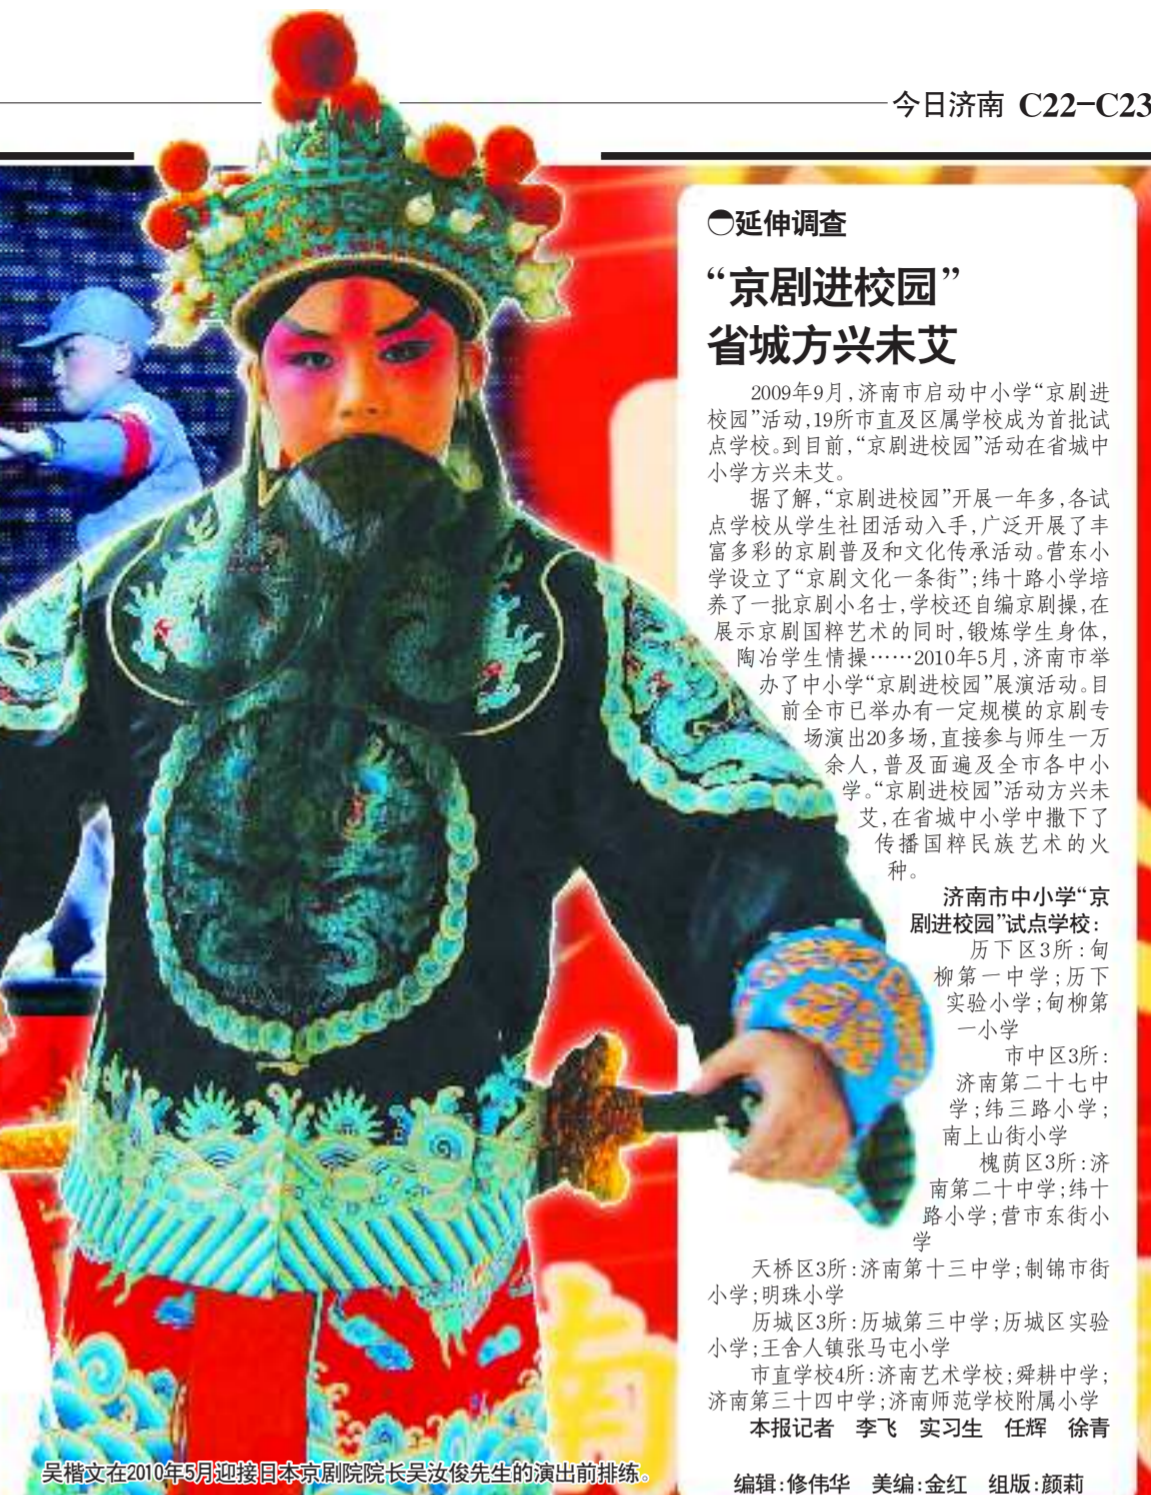 今日济南 C22-C23
延伸调查
“京剧进校园”
省城方兴未艾
2009年9月,济南市启动中小学“京剧进
校园”活动,19所市直及区属学校成为首批试
点学校。到目前,“京剧进校园”活动在省城中
小学方兴未艾。
据了解,“京剧进校园”开展一年多,各试
点学校从学生社团活动入手,广泛开展了丰
富多彩的京剧普及和文化传承活动。营东小
学设立了“京剧文化一条街”;纬十路小学培
养了一批京剧小名士,学校还自编京剧操,在
展示京剧国粹艺术的同时,锻炼学生身体,
陶冶学生情操……2010年5月,济南市举
办了中小学“京剧进校园”展演活动。目
前全市已举办有一定规模的京剧专
场演出20多场,直接参与师生一万
余人,普及面遍及全市各中小
学。“京剧进校园”活动方兴未
艾,在省城中小学中撒下了
传播国粹民族艺术的火
种。
济南市中小学“京
剧进校园”试点学校:
历下区3所:甸
柳第一中学;历下
实验小学;甸柳第
一小学
市中区3所:
济南第二十七中
学;纬三路小学;
南上山街小学
槐荫区3所:济
南第二十中学;纬十
路小学;营市东街小
学
天桥区3所:济南第十三中学;制锦市街
小学;明珠小学
历城区3所:历城第三中学;历城区实验
小学;王舍人镇张马屯小学
市直学校4所:济南艺术学校;舜耕中学;
济南第三十四中学;济南师范学校附属小学
本报记者 李飞 实习生 任辉 徐青
吴楷文在2010年5月迎接日本京剧院院长吴汝俊先生的演出前排练。
编辑:修伟华 美编:金红 组版:颜莉